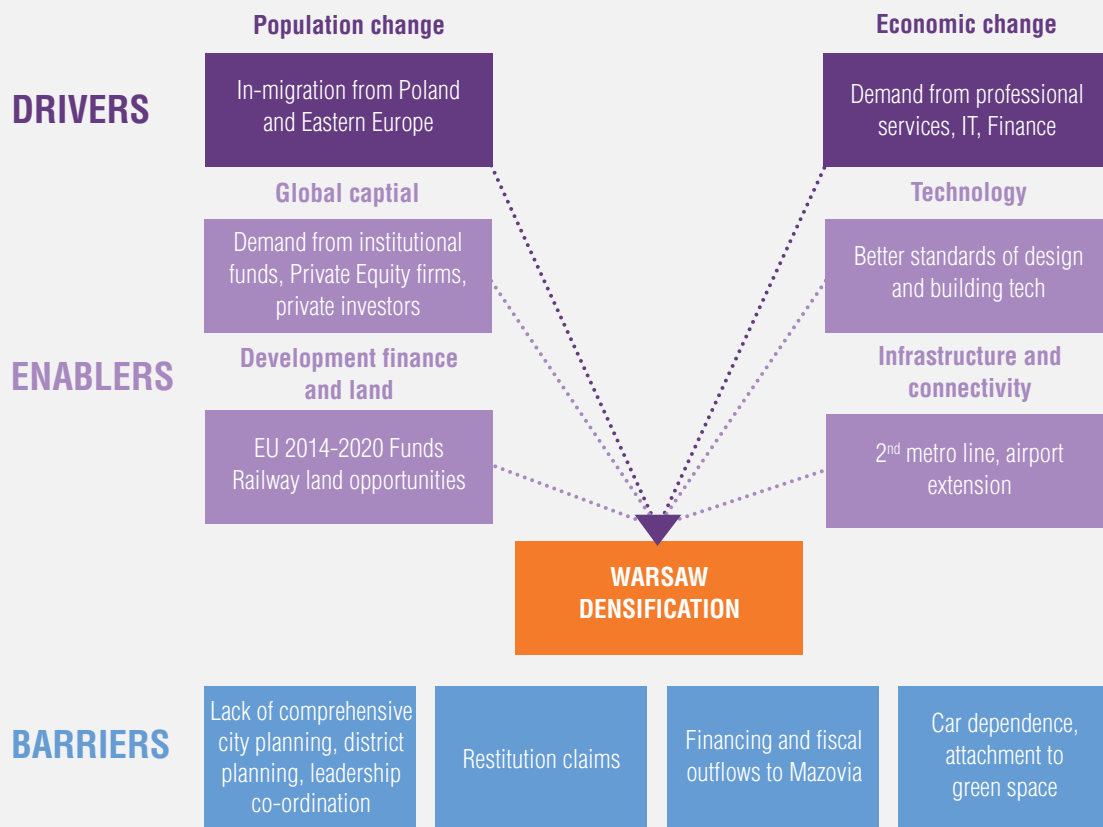 Population change
Economic change
DRIVERS
In-migration from Poland
and Eastern Europe
Demand from professional
services, IT, Finance
Global captial
Technology
Demand from institutional
funds, Private Equity firms,
private investors
Better standards of design
and building tech
ENABLERS
Development finance
and land
Infrastructure and
connectivity
EU 2014-2020 Funds
Railway land opportunities
2nd metro line, airport
extension
WARSAW
DENSIFICATION
BARRIERS
Lack of comprehensive
city planning, district
planning, leadership
co-ordination
Restitution claims
Financing and fiscal
outflows to Mazovia
Car dependence,
attachment to
green space